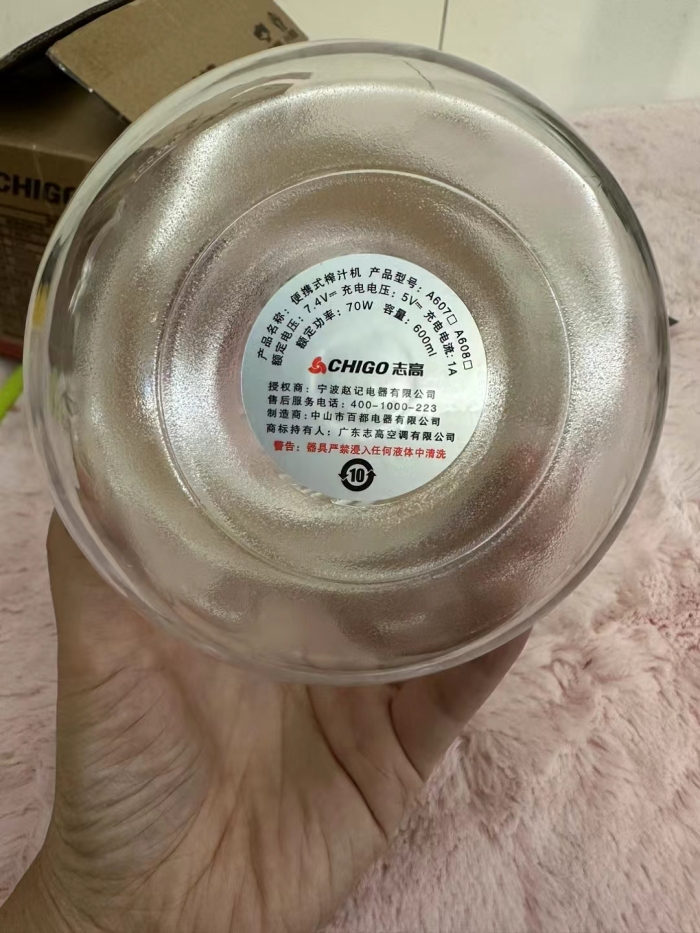 CHIG
产品名称：便携式榨汁机 产品型号：A607□ A608□
额定电压：7.4V⎓ 充电电压：5V⎓ 充电电流：1A
额定功率：70W 容量：600ml
CHIGO志高
授权商：宁波赵记电器有限公司
售后服务电话：400-1000-223
制造商：中山市百都电器有限公司
商标持有人：广东志高空调有限公司
警告：器具严禁浸入任何液体中清洗
10